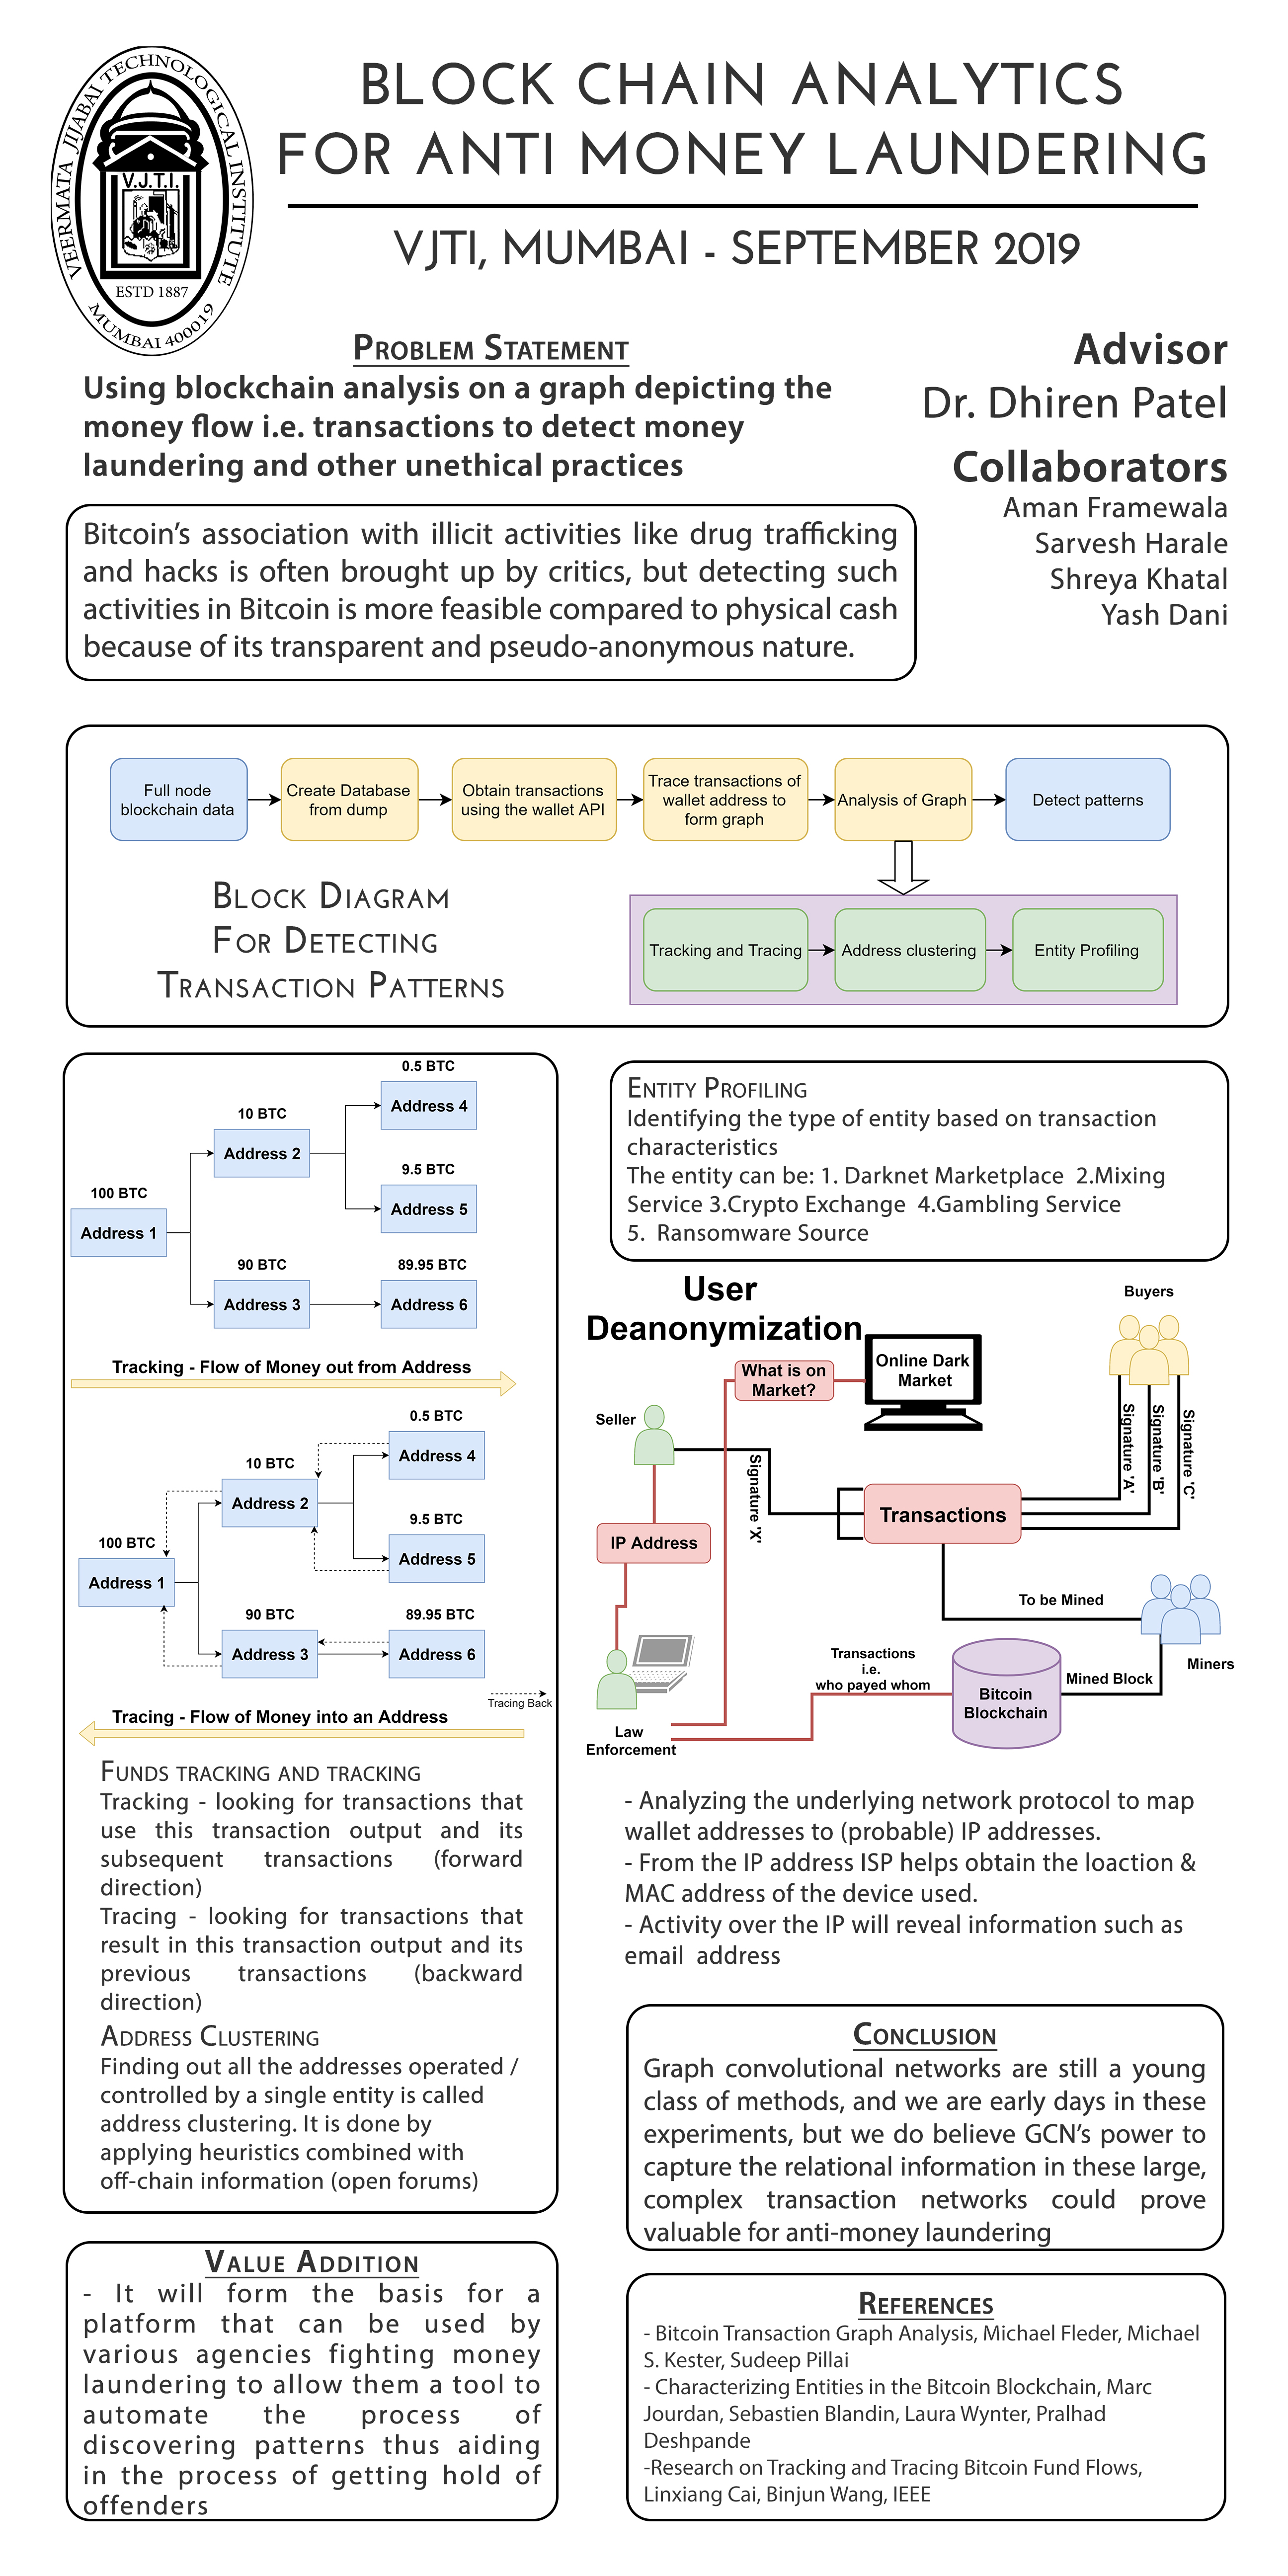 VEERMATA JIJABAI TECHNOLOGICAL INSTITUTE
V.J.T.I.
ESTD 1887
MUMBAI 400019
BLOCK CHAIN ANALYTICS
FOR ANTI MONEY LAUNDERING
VJTI, MUMBAI - SEPTEMBER 2019
PROBLEM STATEMENT
Using blockchain analysis on a graph depicting the
money flow i.e. transactions to detect money
laundering and other unethical practices
Advisor
Dr. Dhiren Patel
Collaborators
Aman Framewala
Sarvesh Harale
Shreya Khatal
Yash Dani
Bitcoin's association with illicit activities like drug trafficking
and hacks is often brought up by critics, but detecting such
activities in Bitcoin is more feasible compared to physical cash
because of its transparent and pseudo-anonymous nature.
Full node
blockchain data
Create Database
from dump
Obtain transactions
using the wallet API
Trace transactions of
wallet address to
form graph
Analysis of Graph
Detect patterns
BLOCK DIAGRAM
FOR DETECTING
TRANSACTION PATTERNS
Tracking and Tracing
Address clustering
Entity Profiling
0.5 BTC
Address 4
10 BTC
Address 2
9.5 BTC
Address 5
100 BTC
Address 1
90 BTC
Address 3
89.95 BTC
Address 6
Tracking - Flow of Money out from Address
0.5 BTC
Address 4
10 BTC
Address 2
9.5 BTC
Address 5
100 BTC
Address 1
90 BTC
Address 3
89.95 BTC
Address 6
Tracing Back
Tracing - Flow of Money into an Address
FUNDS TRACKING AND TRACKING
Tracking - looking for transactions that
use this transaction output and its
subsequent transactions (forward
direction)
Tracing - looking for transactions that
result in this transaction output and its
previous transactions (backward
direction)
ADDRESS CLUSTERING
Finding out all the addresses operated /
controlled by a single entity is called
address clustering. It is done by
applying heuristics combined with
off-chain information (open forums)
VALUE ADDITION
- It will form the basis for a
platform that can be used by
various agencies fighting money
laundering to allow them a tool to
automate the process of
discovering patterns thus aiding
in the process of getting hold of
offenders
ENTITY PROFILING
Identifying the type of entity based on transaction
characteristics
The entity can be: 1. Darknet Marketplace 2.Mixing
Service 3.Crypto Exchange 4.Gambling Service
5. Ransomware Source
User
Deanonymization
Buyers
What is on
Market?
Online Dark
Market
Seller
Signature 'X'
Signature 'A'
Signature 'B'
Signature 'C'
Transactions
IP Address
To be Mined
Miners
Transactions
i.e.
who payed whom
Mined Block
Bitcoin
Blockchain
Law
Enforcement
- Analyzing the underlying network protocol to map
wallet addresses to (probable) IP addresses.
- From the IP address ISP helps obtain the loaction &
MAC address of the device used.
- Activity over the IP will reveal information such as
email address
CONCLUSION
Graph convolutional networks are still a young
class of methods, and we are early days in these
experiments, but we do believe GCN's power to
capture the relational information in these large,
complex transaction networks could prove
valuable for anti-money laundering
REFERENCES
- Bitcoin Transaction Graph Analysis, Michael Fleder, Michael
S. Kester, Sudeep Pillai
- Characterizing Entities in the Bitcoin Blockchain, Marc
Jourdan, Sebastien Blandin, Laura Wynter, Pralhad
Deshpande
-Research on Tracking and Tracing Bitcoin Fund Flows,
Linxiang Cai, Binjun Wang, IEEE